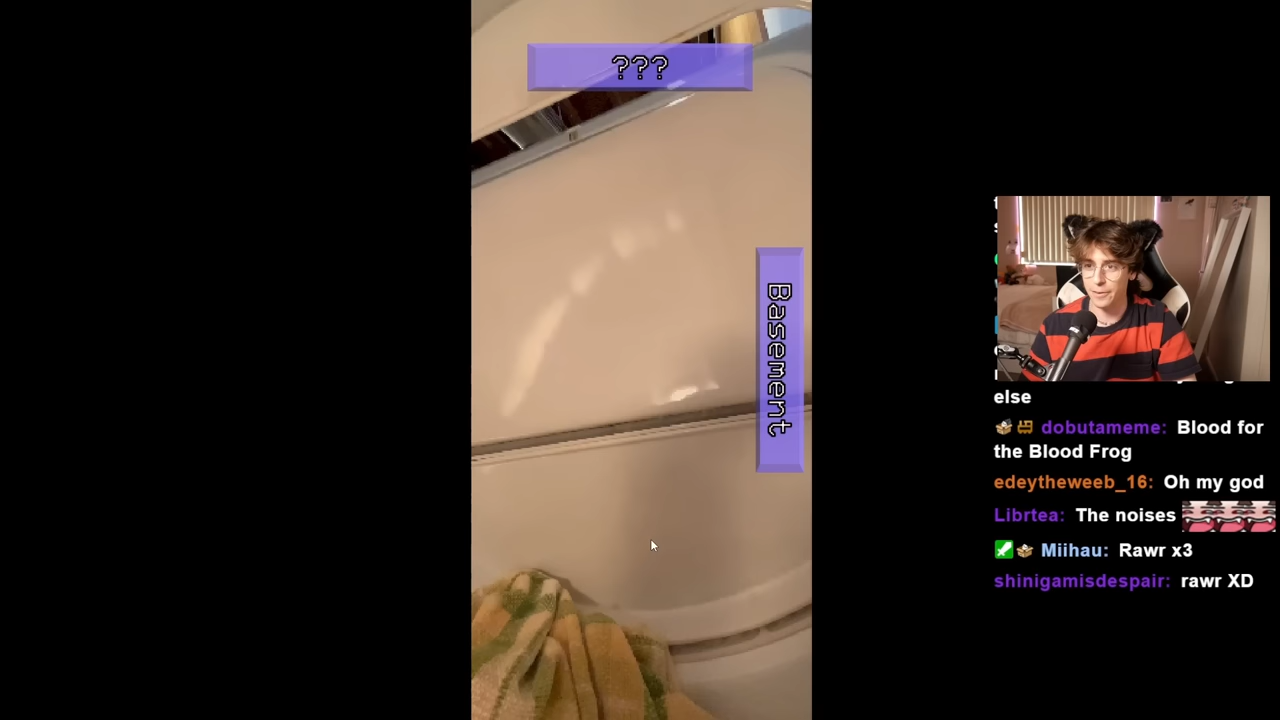 ???
Basement
else
dobutameme: Blood for
the Blood Frog
edeytheweeb_16: Oh my god
Librtea: The noises
Miihau: Rawr x3
shinigamisdespair: rawr XD